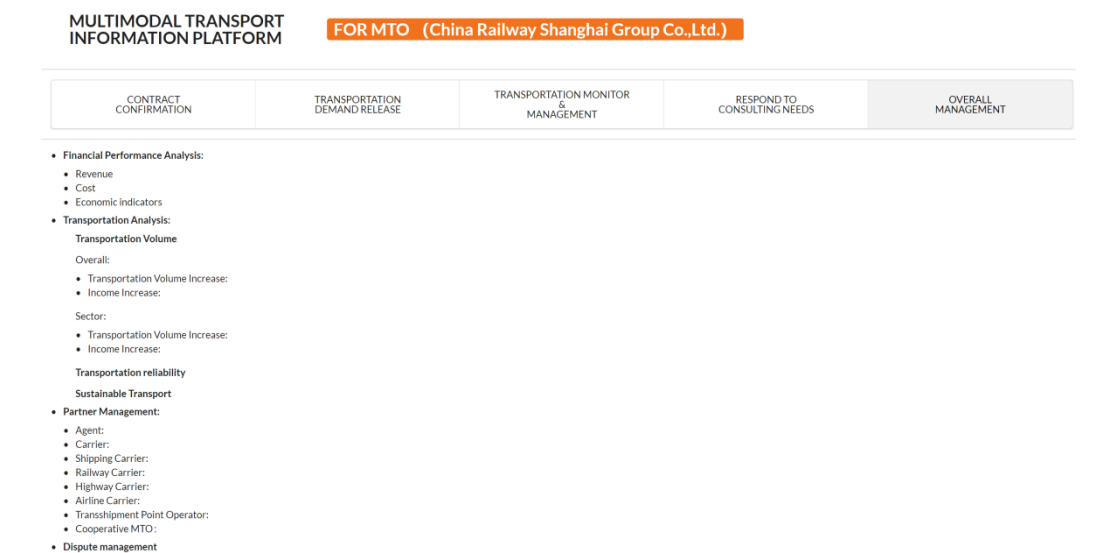 MULTIMODAL TRANSPORT
INFORMATION PLATFORM
FOR MTO (China Railway Shanghai Group Co.,Ltd.)
CONTRACT
CONFIRMATION
TRANSPORTATION
DEMAND RELEASE
TRANSPORTATION MONITOR
&
MANAGEMENT
RESPOND TO
CONSULTING NEEDS
OVERALL
MANAGEMENT
• Financial Performance Analysis:
• Revenue
• Cost
• Economic indicators
• Transportation Analysis:
Transportation Volume
Overall:
• Transportation Volume Increase:
• Income Increase:
Sector:
• Transportation Volume Increase:
• Income Increase:
Transportation reliability
Sustainable Transport
• Partner Management:
• Agent:
• Carrier:
• Shipping Carrier:
• Railway Carrier:
• Highway Carrier:
• Airline Carrier:
• Transshipment Point Operator:
• Cooperative MTO:
• Dispute management